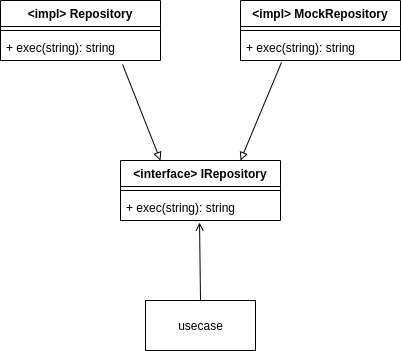 <impl> Repository
<impl> MockRepository
+ exec(string): string
+ exec(string): string
<interface> IRepository
+ exec(string): string
usecase